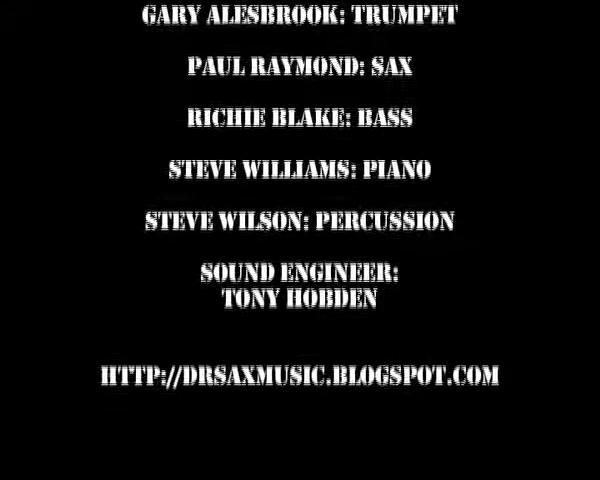 GARY ALESBROOK: TRUMPET
PAUL RAYMOND: SAX
RICHIE BLAKE: BASS
STEVE WILLIAMS: PIANO
STEVE WILSON: PERCUSSION
SOUND ENGINEER:
TONY HOBDEN
HTTP://DRSAXMUSIC.BLOGSPOT.COM